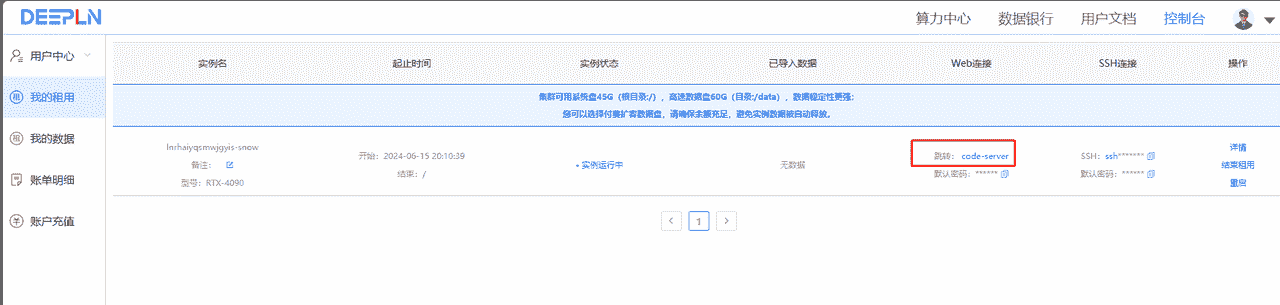 DEEPLN
算力中心 数据银行 用户文档 控制台
用户中心
我的租用
我的数据
账单明细
账户充值
实例名 起止时间 实例状态 已导入数据 Web连接 SSH连接 操作
集群可用系统盘45G（根目录:/），高速数据盘60G（目录:/data），数据稳定性更强；
您可以选择付费扩容数据盘，请确保余额充足，避免实例数据被自动释放。
lnrhaiyqsmwjgyis-snow
备注：
型号：RTX-4090
开始：2024-06-15 20:10:39
结束：/
实例运行中
无数据
跳转： code-server
默认密码：******
SSH：ssh*******
默认密码：******
详情
结束租用
重启
1